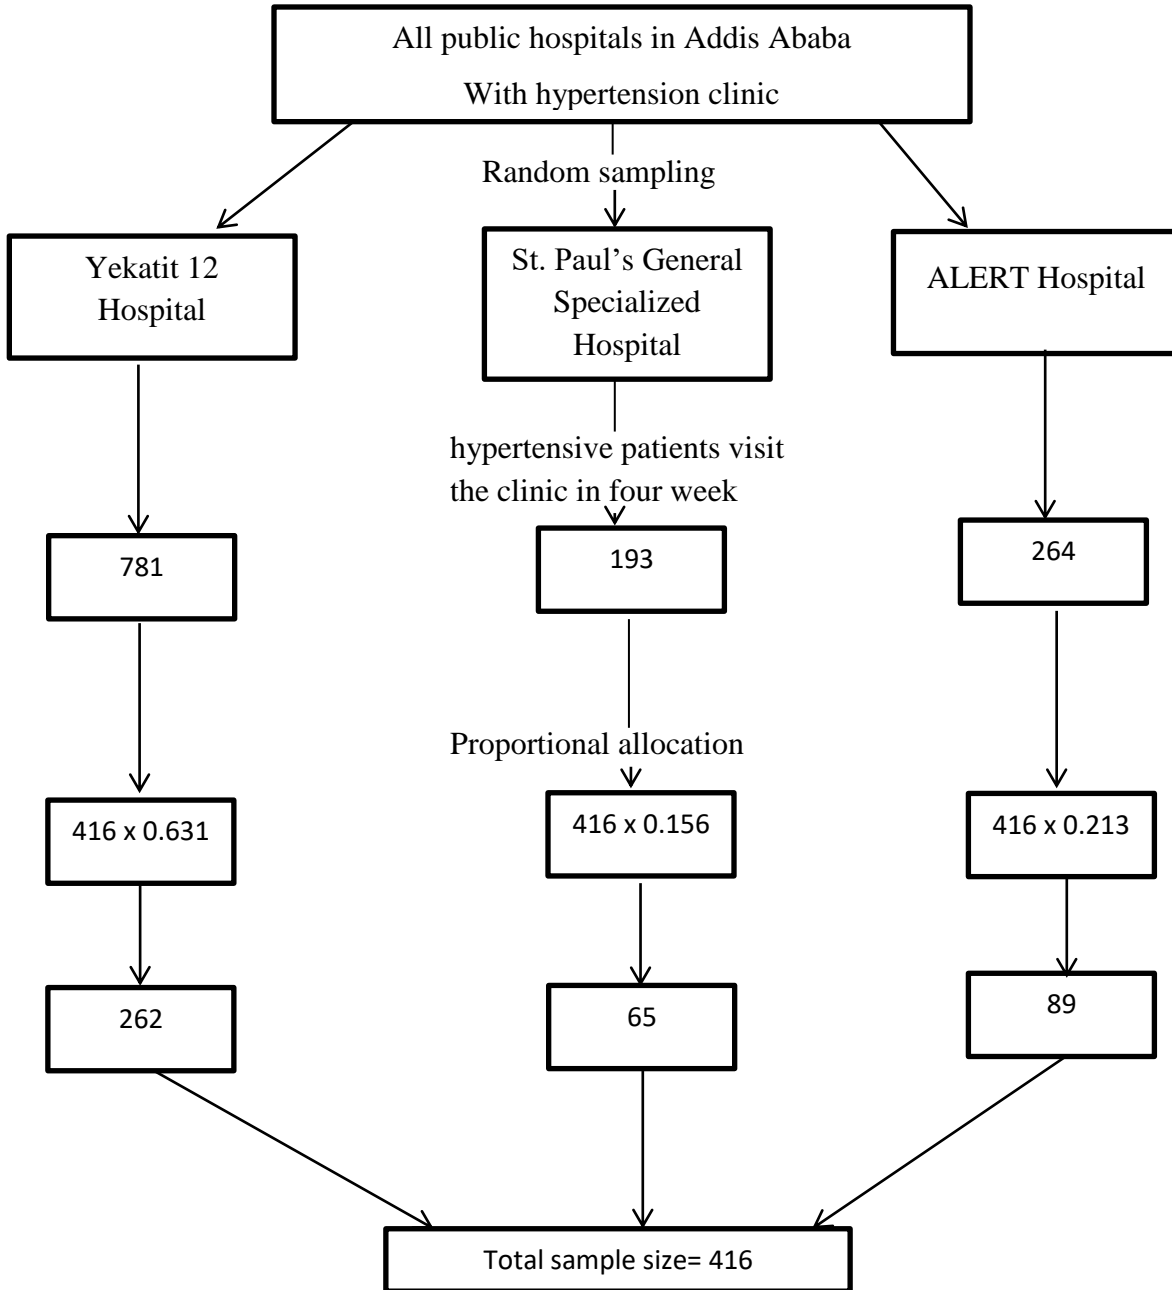 All public hospitals in Addis Ababa
With hypertension clinic
Random sampling
Yekatit 12
Hospital
St. Paul’s General
Specialized
Hospital
ALERT Hospital
hypertensive patients visit
the clinic in four week
781
193
264
Proportional allocation
416 x 0.631
416 x 0.156
416 x 0.213
262
65
89
Total sample size= 416